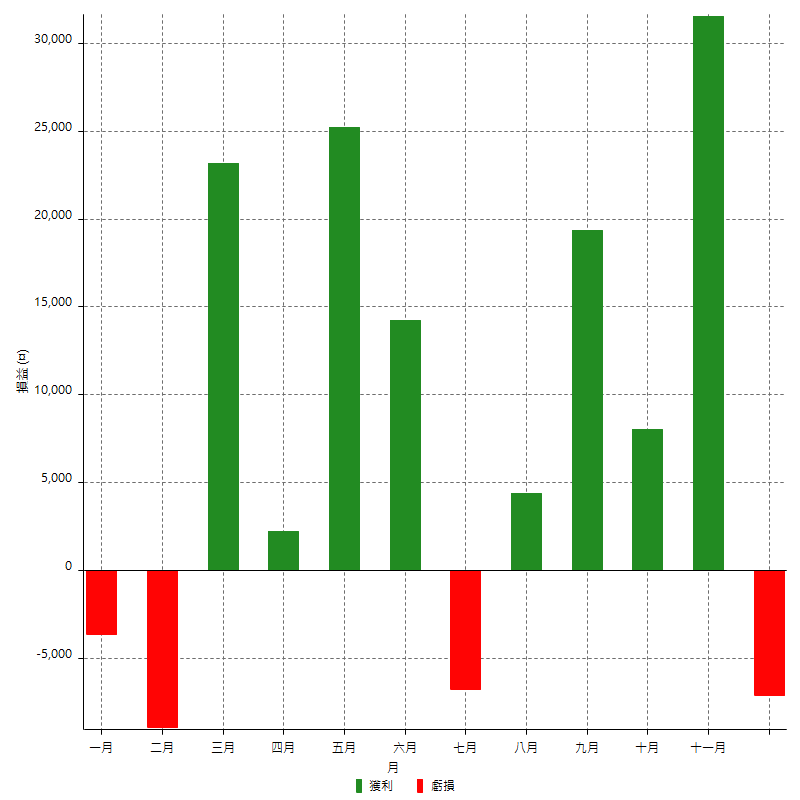 30,000
25,000
20,000
15,000
10,000
5,000
0
-5,000
損益 (¤)
一月 二月 三月 四月 五月 六月 七月 八月 九月 十月 十一月
月
獲利 虧損